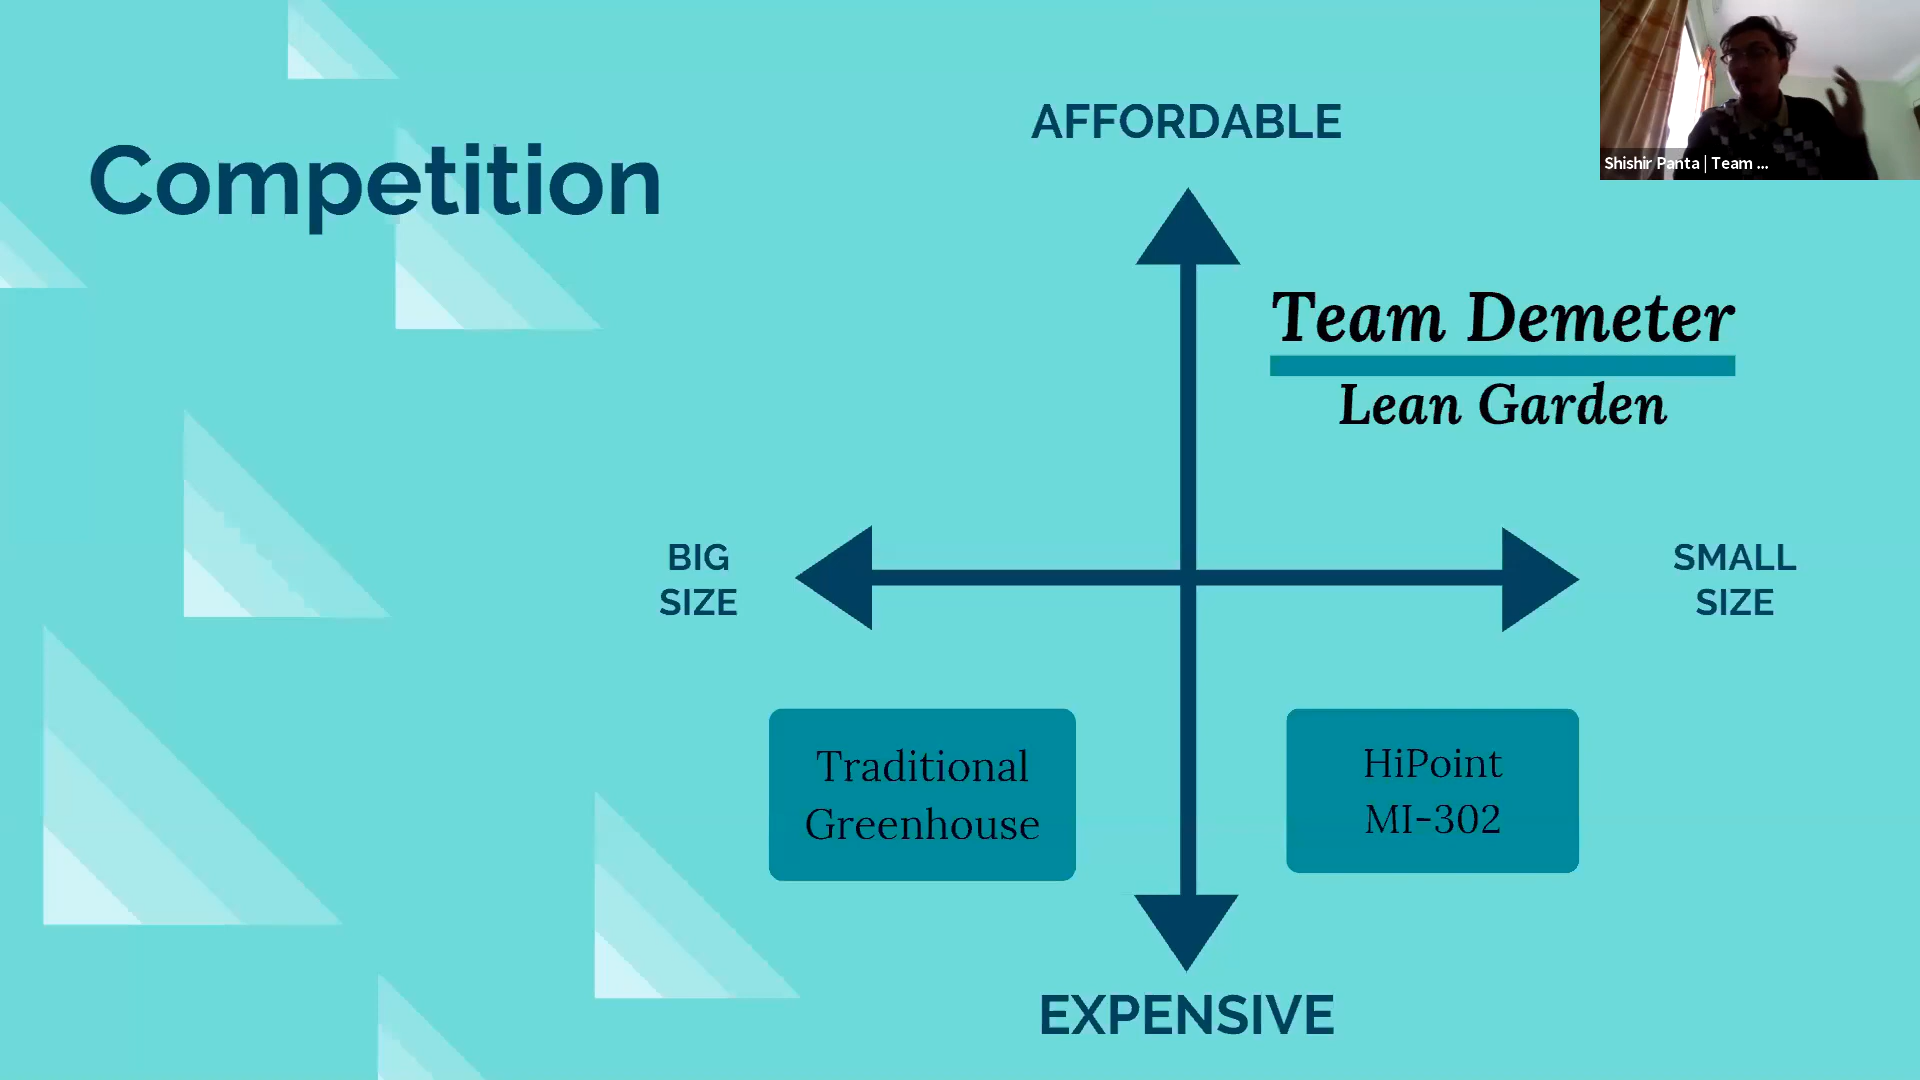 Competition
AFFORDABLE
Shishir Panta | Team ...
Team Demeter
Lean Garden
BIG
SIZE
SMALL
SIZE
Traditional
Greenhouse
HiPoint
MI-302
EXPENSIVE